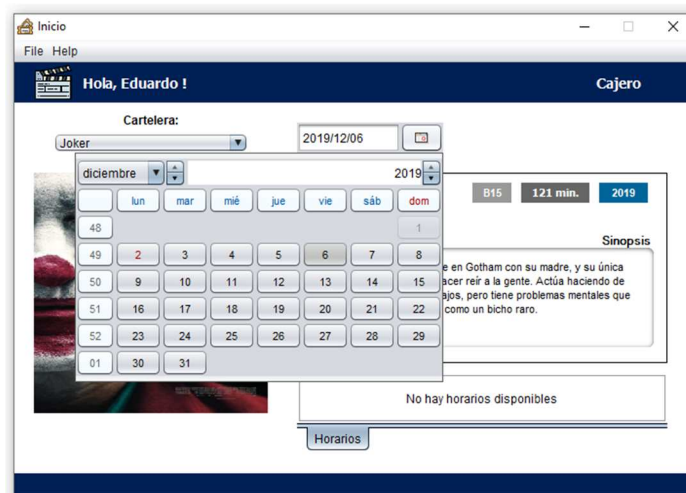 Inicio
File Help
Hola, Eduardo !
Cajero
Cartelera:
Joker
2019/12/06
diciembre
2019
lun mar mié jue vie sáb dom
48 1
49 2 3 4 5 6 7 8
50 9 10 11 12 13 14 15
51 16 17 18 19 20 21 22
52 23 24 25 26 27 28 29
01 30 31
B15 121 min. 2019
Sinopsis
e en Gotham con su madre, y su única
acer reír a la gente. Actúa haciendo de
ajos, pero tiene problemas mentales que
como un bicho raro.
No hay horarios disponibles
Horarios